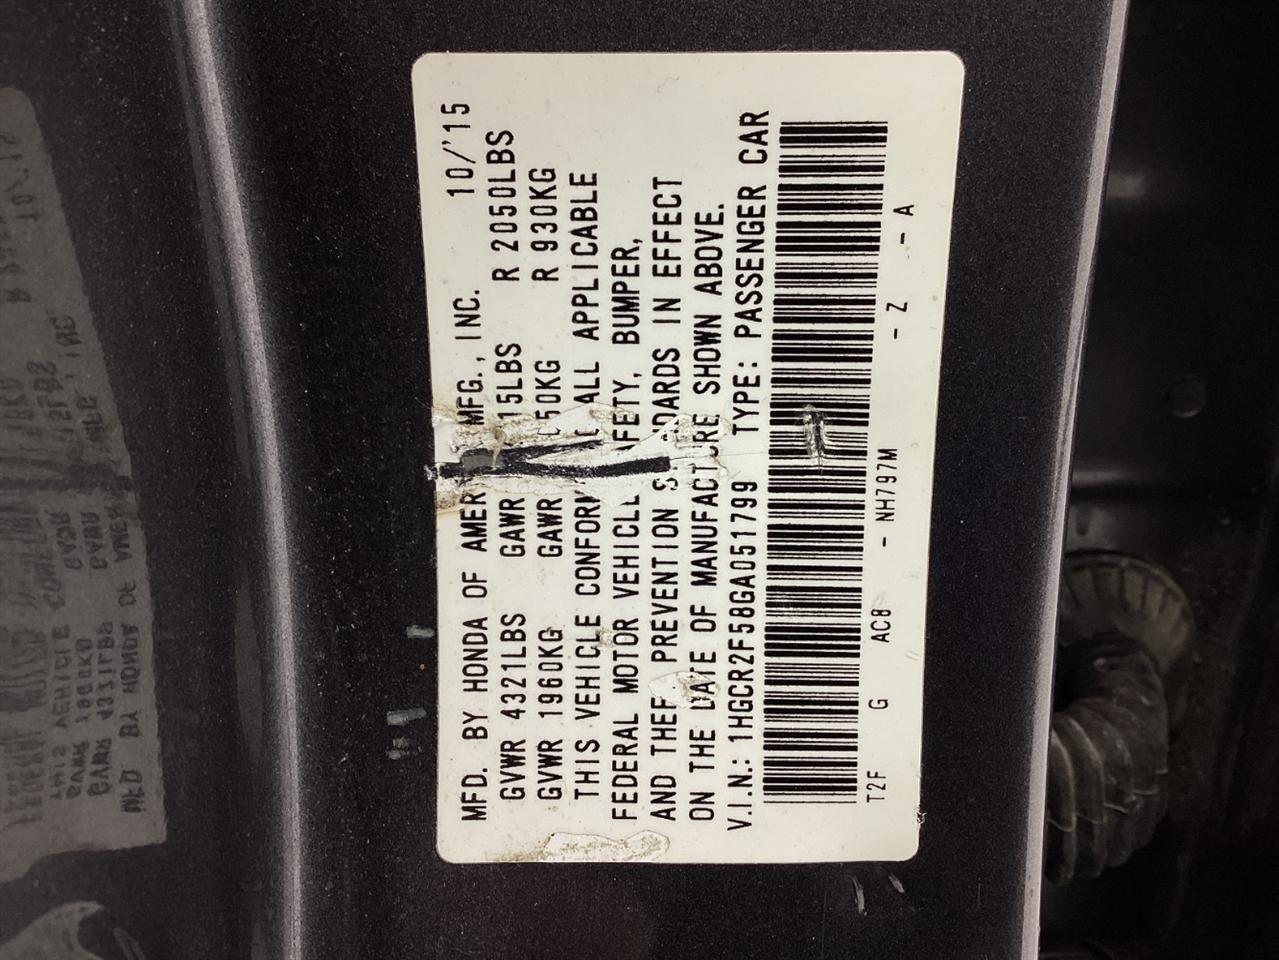 MFD. BY HONDA OF AMER MFG., INC. 10/'15
GVWR 4321LBS GAWR 15LBS R 2050LBS
GVWR 1960KG GAWR 50KG R 930KG
THIS VEHICLE CONFORM ALL APPLICABLE
FEDERAL MOTOR VEHICLE AFETY, BUMPER,
AND THEF PREVENTION S DARDS IN EFFECT
ON THE DATE OF MANUFACTURE SHOWN ABOVE.
V.I.N.: 1HGCR2F58GA051799 TYPE: PASSENGER CAR
T2F G AC8 - NH797M - Z - A